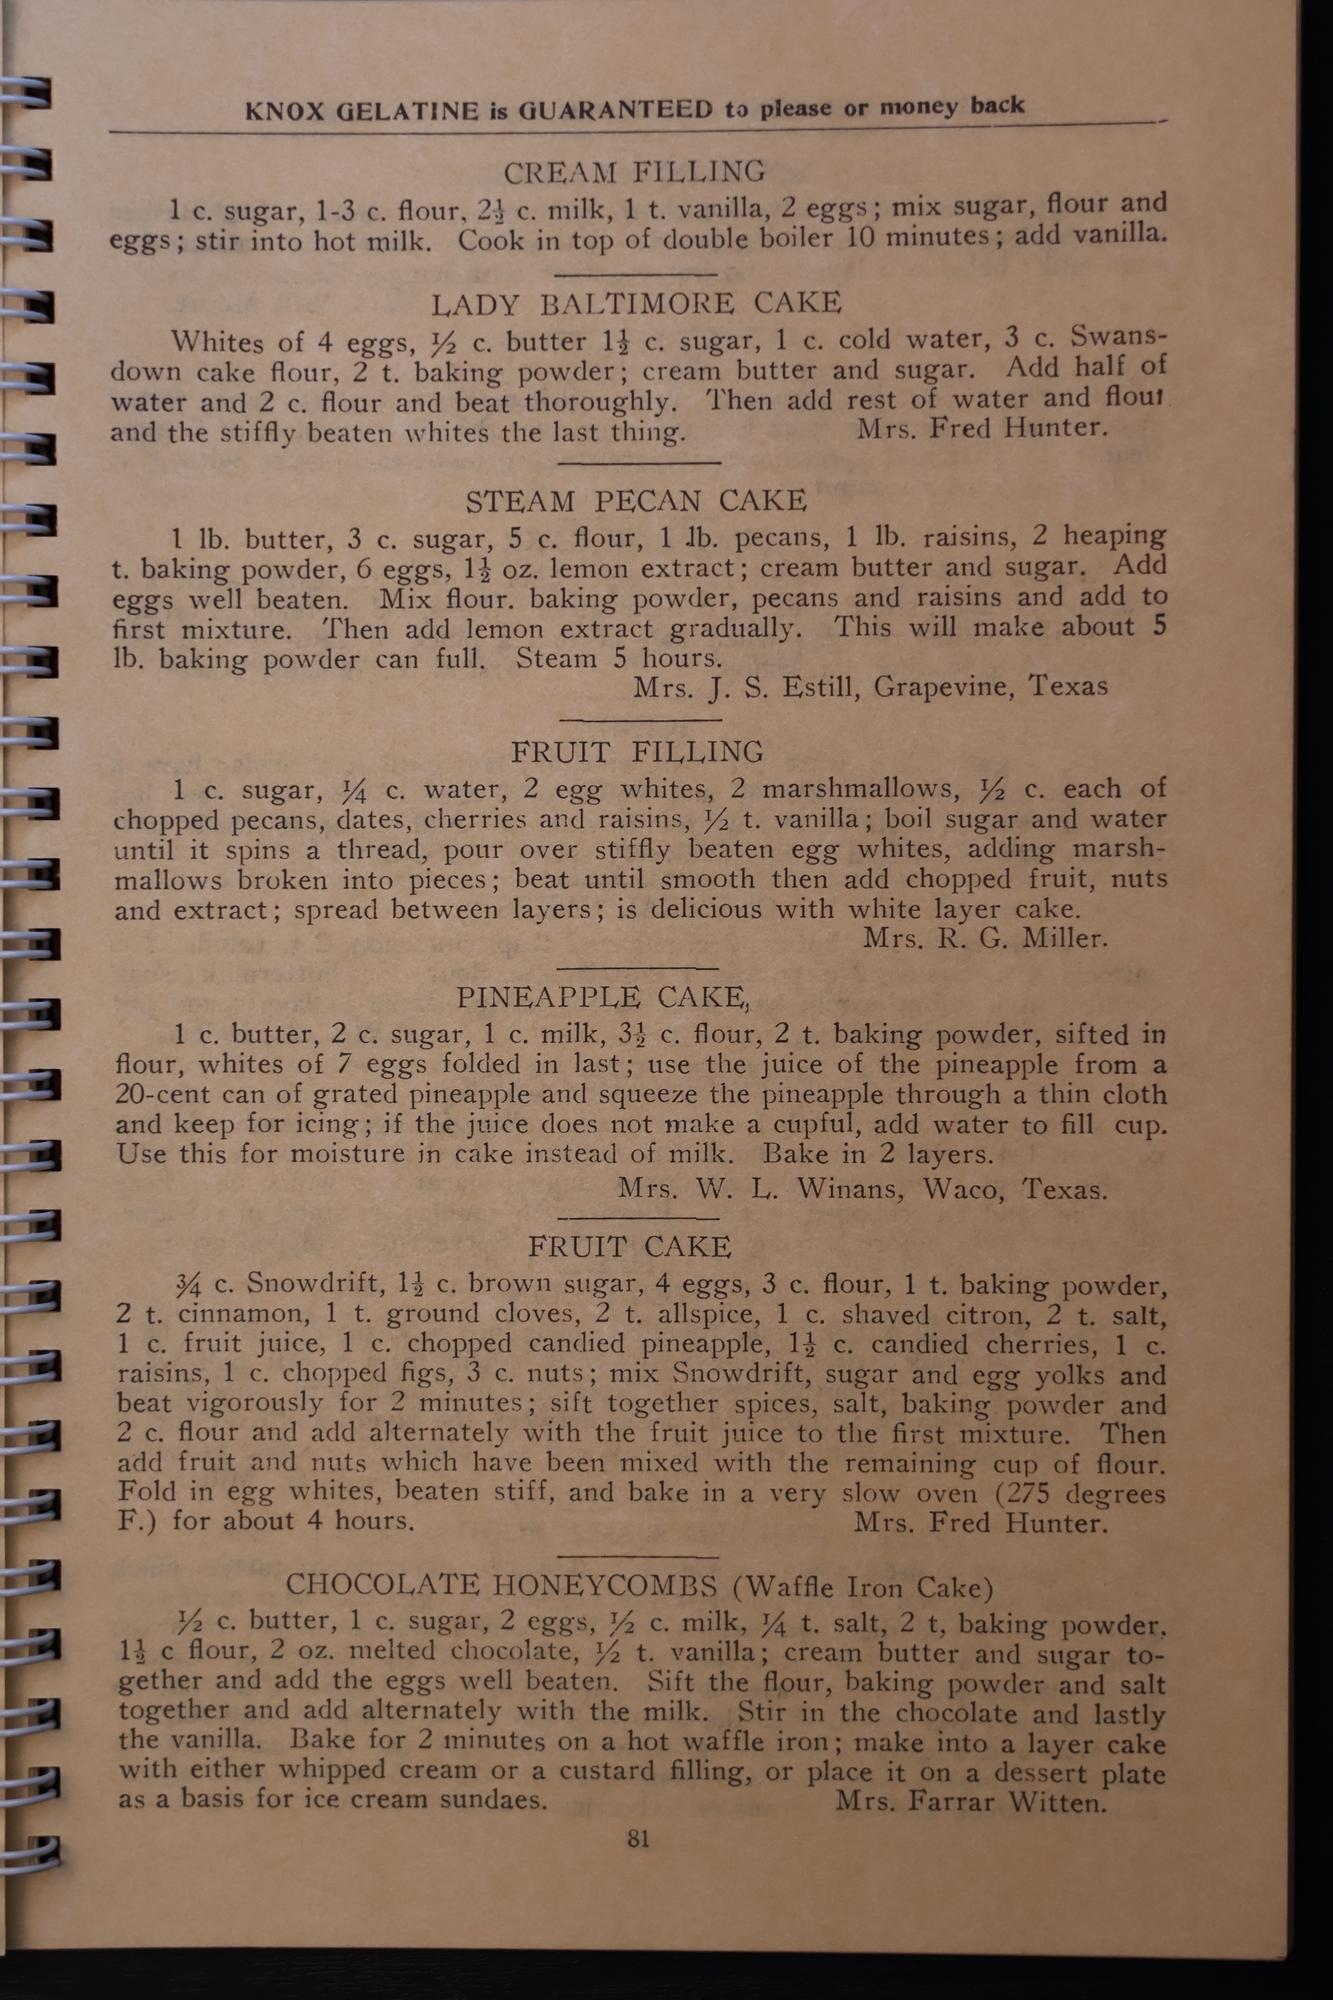 KNOX GELATINE is GUARANTEED to please or money back
CREAM FILLING
1 c. sugar, 1-3 c. flour, 2½ c. milk, 1 t. vanilla, 2 eggs; mix sugar, flour and
eggs; stir into hot milk. Cook in top of double boiler 10 minutes; add vanilla.
LADY BALTIMORE CAKE
Whites of 4 eggs, ½ c. butter 1½ c. sugar, 1 c. cold water, 3 c. Swans-
down cake flour, 2 t. baking powder; cream butter and sugar. Add half of
water and 2 c. flour and beat thoroughly. Then add rest of water and flour
and the stiffly beaten whites the last thing. Mrs. Fred Hunter.
STEAM PECAN CAKE
1 lb. butter, 3 c. sugar, 5 c. flour, 1 lb. pecans, 1 lb. raisins, 2 heaping
t. baking powder, 6 eggs, 1½ oz. lemon extract; cream butter and sugar. Add
eggs well beaten. Mix flour. baking powder, pecans and raisins and add to
first mixture. Then add lemon extract gradually. This will make about 5
lb. baking powder can full. Steam 5 hours.
Mrs. J. S. Estill, Grapevine, Texas
FRUIT FILLING
1 c. sugar, ¼ c. water, 2 egg whites, 2 marshmallows, ½ c. each of
chopped pecans, dates, cherries and raisins, ½ t. vanilla; boil sugar and water
until it spins a thread, pour over stiffly beaten egg whites, adding marsh-
mallows broken into pieces; beat until smooth then add chopped fruit, nuts
and extract; spread between layers; is delicious with white layer cake.
Mrs. R. G. Miller.
PINEAPPLE CAKE,
1 c. butter, 2 c. sugar, 1 c. milk, 3½ c. flour, 2 t. baking powder, sifted in
flour, whites of 7 eggs folded in last; use the juice of the pineapple from a
20-cent can of grated pineapple and squeeze the pineapple through a thin cloth
and keep for icing; if the juice does not make a cupful, add water to fill cup.
Use this for moisture in cake instead of milk. Bake in 2 layers.
Mrs. W. L. Winans, Waco, Texas.
FRUIT CAKE
¾ c. Snowdrift, 1½ c. brown sugar, 4 eggs, 3 c. flour, 1 t. baking powder,
2 t. cinnamon, 1 t. ground cloves, 2 t. allspice, 1 c. shaved citron, 2 t. salt,
1 c. fruit juice, 1 c. chopped candied pineapple, 1½ c. candied cherries, 1 c.
raisins, 1 c. chopped figs, 3 c. nuts; mix Snowdrift, sugar and egg yolks and
beat vigorously for 2 minutes; sift together spices, salt, baking powder and
2 c. flour and add alternately with the fruit juice to the first mixture. Then
add fruit and nuts which have been mixed with the remaining cup of flour.
Fold in egg whites, beaten stiff, and bake in a very slow oven (275 degrees
F.) for about 4 hours. Mrs. Fred Hunter.
CHOCOLATE HONEYCOMBS (Waffle Iron Cake)
½ c. butter, 1 c. sugar, 2 eggs, ½ c. milk, ¼ t. salt, 2 t, baking powder.
1½ c flour, 2 oz. melted chocolate, ½ t. vanilla; cream butter and sugar to-
gether and add the eggs well beaten. Sift the flour, baking powder and salt
together and add alternately with the milk. Stir in the chocolate and lastly
the vanilla. Bake for 2 minutes on a hot waffle iron; make into a layer cake
with either whipped cream or a custard filling, or place it on a dessert plate
as a basis for ice cream sundaes. Mrs. Farrar Witten.
81